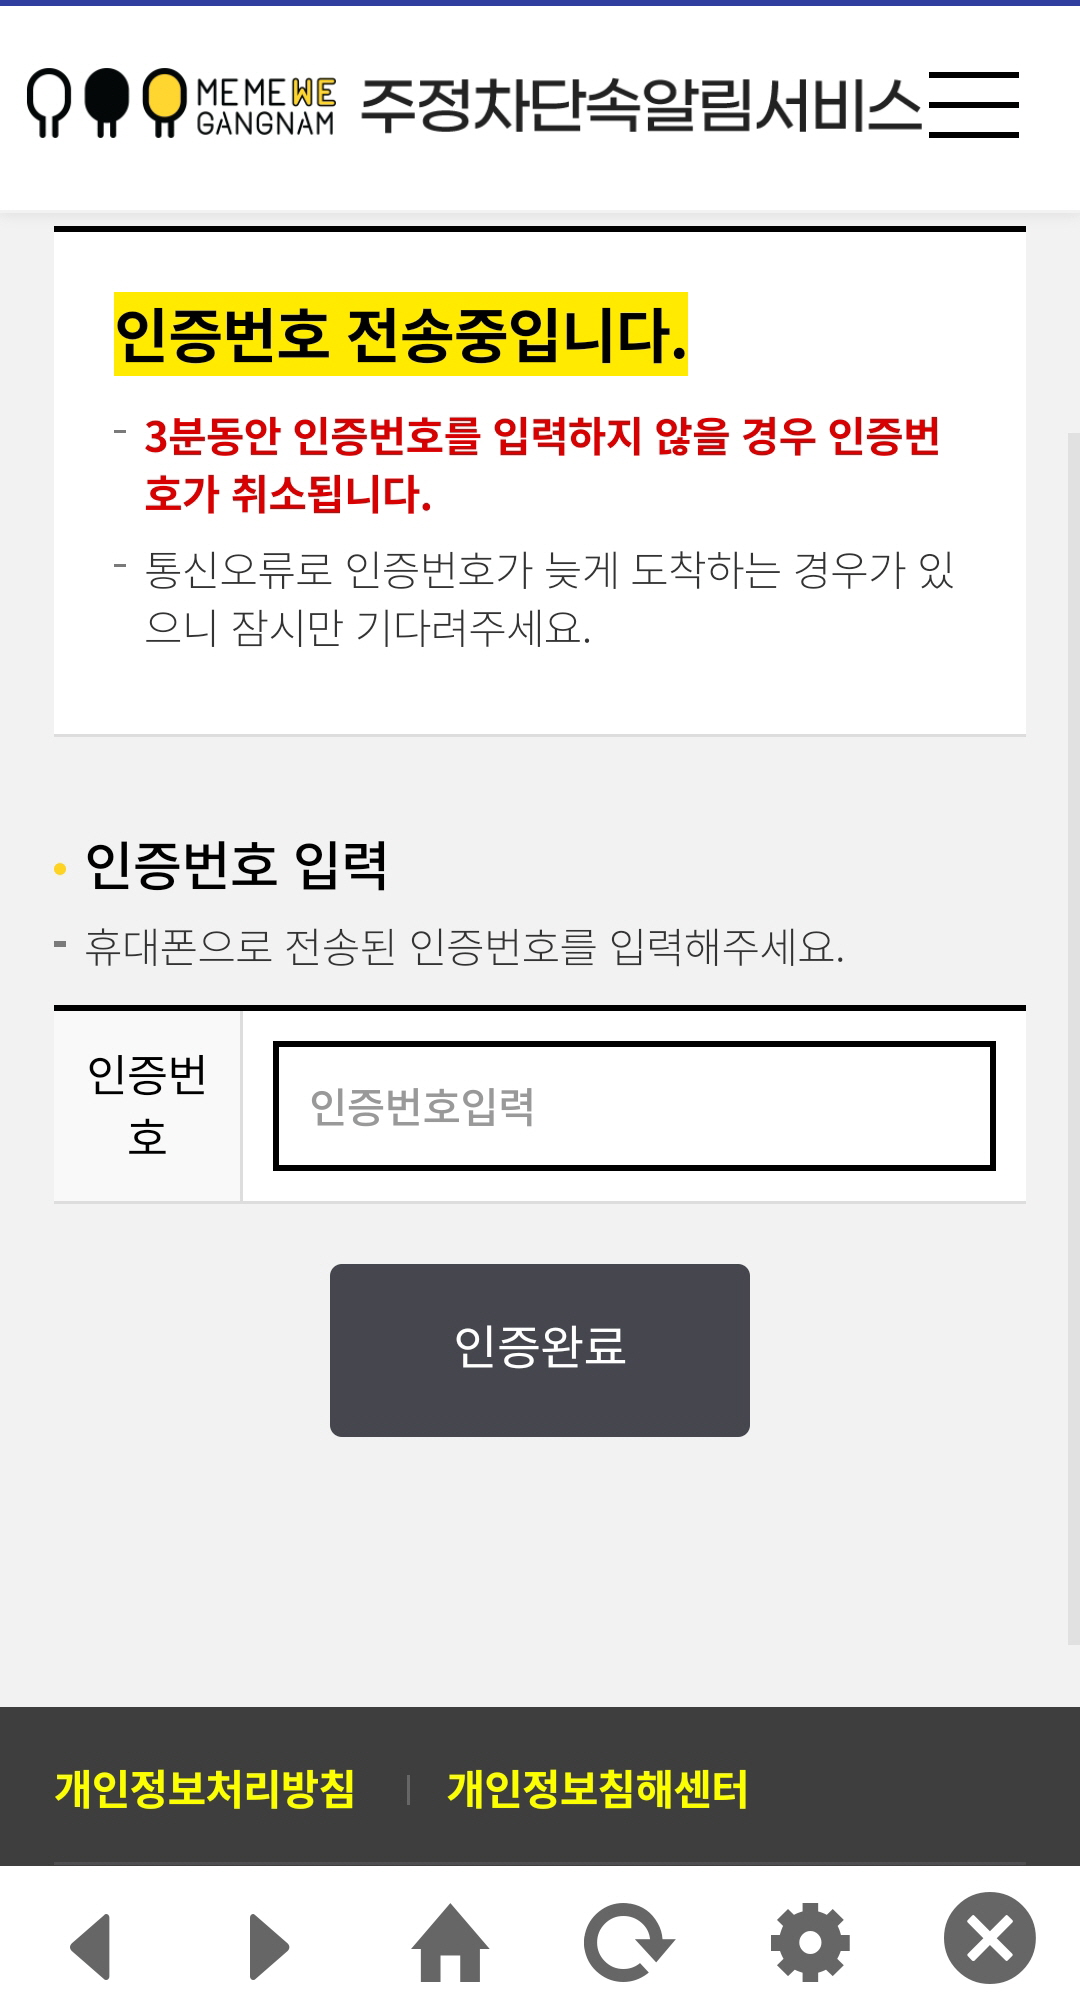 MEMEWE
GANGNAM
주정차단속알림서비스
인증번호 전송중입니다.
- 3분동안 인증번호를 입력하지 않을 경우 인증번
호가 취소됩니다.
- 통신오류로 인증번호가 늦게 도착하는 경우가 있
으니 잠시만 기다려주세요.
• 인증번호 입력
- 휴대폰으로 전송된 인증번호를 입력해주세요.
인증번
호
인증번호입력
인증완료
개인정보처리방침 | 개인정보침해센터